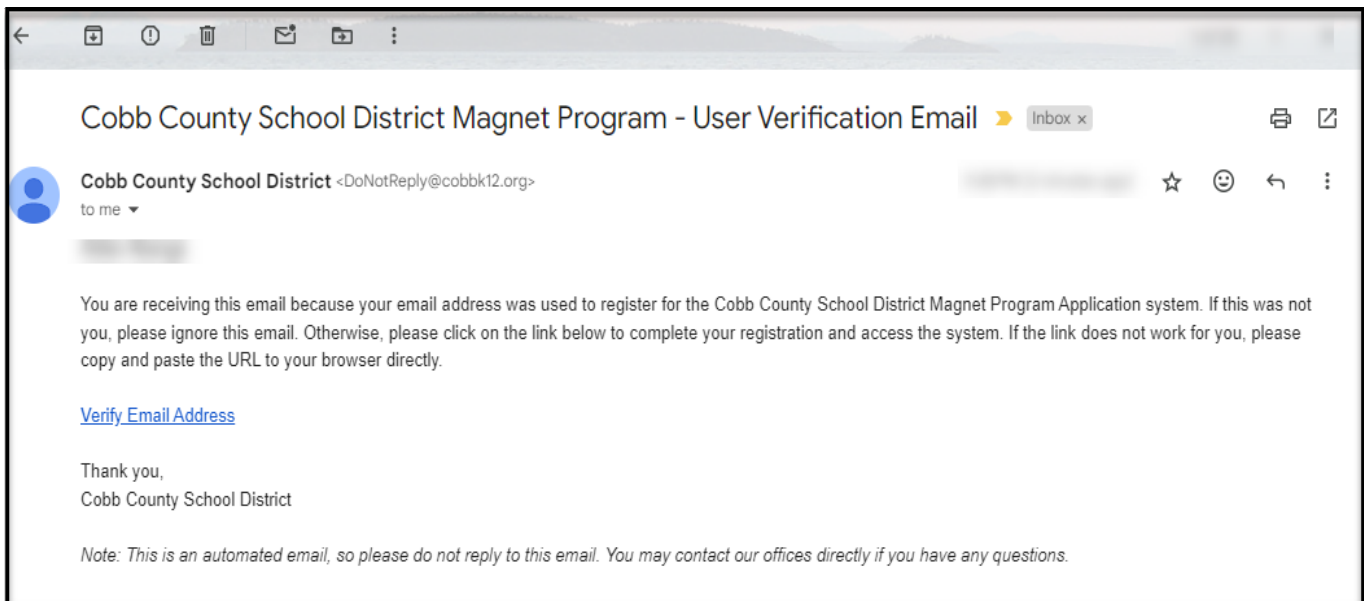 Cobb County School District Magnet Program - User Verification Email
Inbox x
Cobb County School District <DoNotReply@cobbk12.org>
to me
You are receiving this email because your email address was used to register for the Cobb County School District Magnet Program Application system. If this was not
you, please ignore this email. Otherwise, please click on the link below to complete your registration and access the system. If the link does not work for you, please
copy and paste the URL to your browser directly.
Verify Email Address
Thank you,
Cobb County School District
Note: This is an automated email, so please do not reply to this email. You may contact our offices directly if you have any questions.